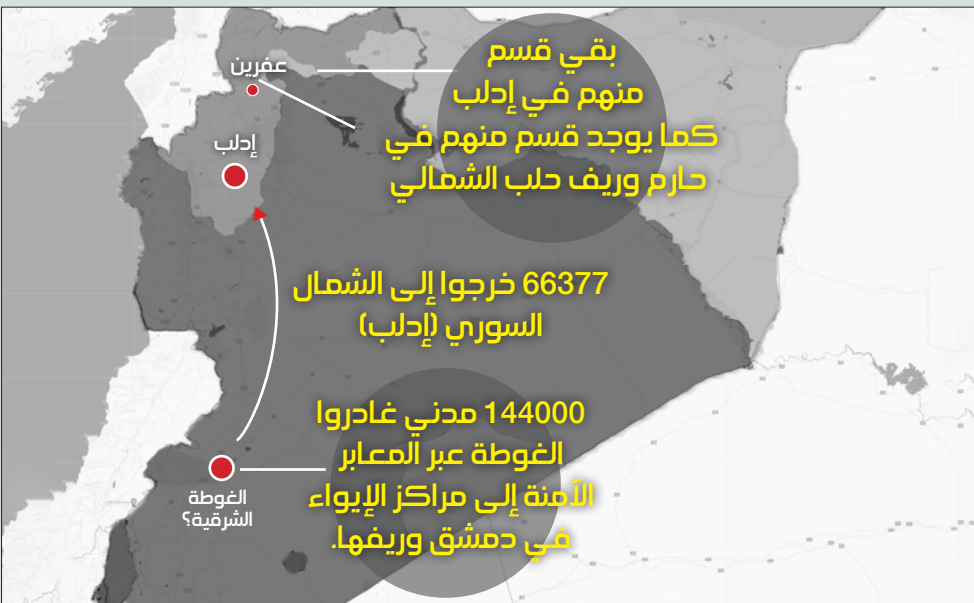 بقي قسم
منهم في إدلب
كما يوجد قسم منهم في
حارم وريف حلب الشمالي
عفرين
إدلب
66377 خرجوا إلى الشمال
السوري (إدلب)
144000 مدني غادروا
الغوطة عبر المعابر
الآمنة إلى مراكز الإيواء
في دمشق وريفها.
الغوطة
الشرقية؟